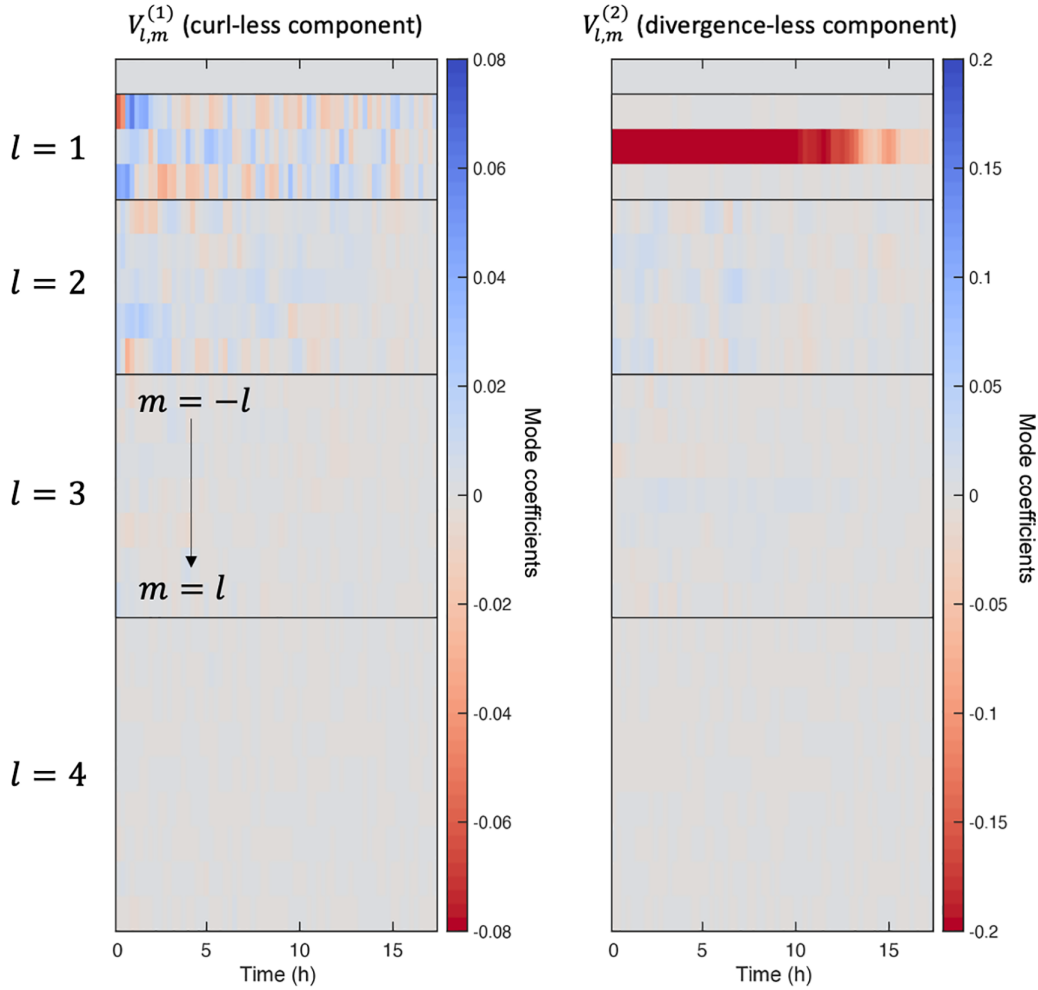 V_{l,m}^{(1)} (curl-less component)
V_{l,m}^{(2)} (divergence-less component)
l = 1
l = 2
l = 3
l = 4
m = −l
m = l
0.08
0.06
0.04
0.02
0
-0.02
-0.04
-0.06
-0.08
Mode coefficients
0 5 10 15
Time (h)
0.2
0.15
0.1
0.05
0
-0.05
-0.1
-0.15
-0.2
Mode coefficients
0 5 10 15
Time (h)